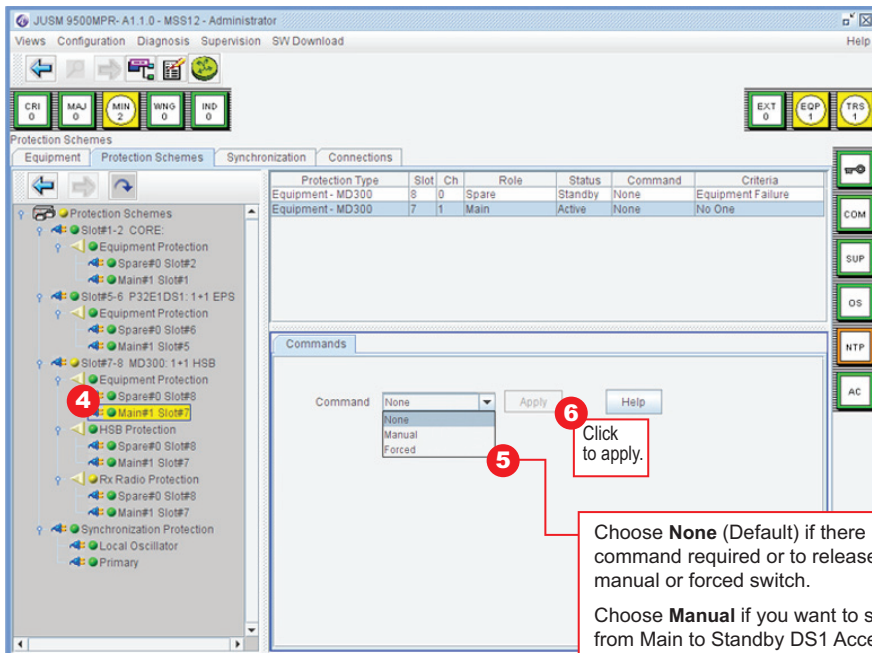 JUSM 9500MPR- A1.1.0 - MSS12 - Administrator
Views Configuration Diagnosis Supervision SW Download Help
CRI 0 MAJ 0 MIN 2 WNG 0 IND 0 EXT 0 EQP 1 TRS 1
Protection Schemes
Equipment Protection Schemes Synchronization Connections
Protection Schemes
Slot#1-2 CORE:
Equipment Protection
Spare#0 Slot#2
Main#1 Slot#1
Slot#5-6 P32E1DS1: 1+1 EPS
Equipment Protection
Spare#0 Slot#6
Main#1 Slot#5
Slot#7-8 MD300: 1+1 HSB
Equipment Protection
4 Spare#0 Slot#8
Main#1 Slot#7
HSB Protection
Spare#0 Slot#8
Main#1 Slot#7
Rx Radio Protection
Spare#0 Slot#8
Main#1 Slot#7
Synchronization Protection
Local Oscillator
Primary
Protection Type Slot Ch Role Status Command Criteria
Equipment - MD300 8 0 Spare Standby None Equipment Failure
Equipment - MD300 7 1 Main Active None No One
Commands
Command None Apply Help
None
Manual
Forced
5
6
Click
to apply.
Choose None (Default) if there
command required or to release
manual or forced switch.
Choose Manual if you want to s
from Main to Standby DS1 Acce
COM
SUP
OS
NTP
AC